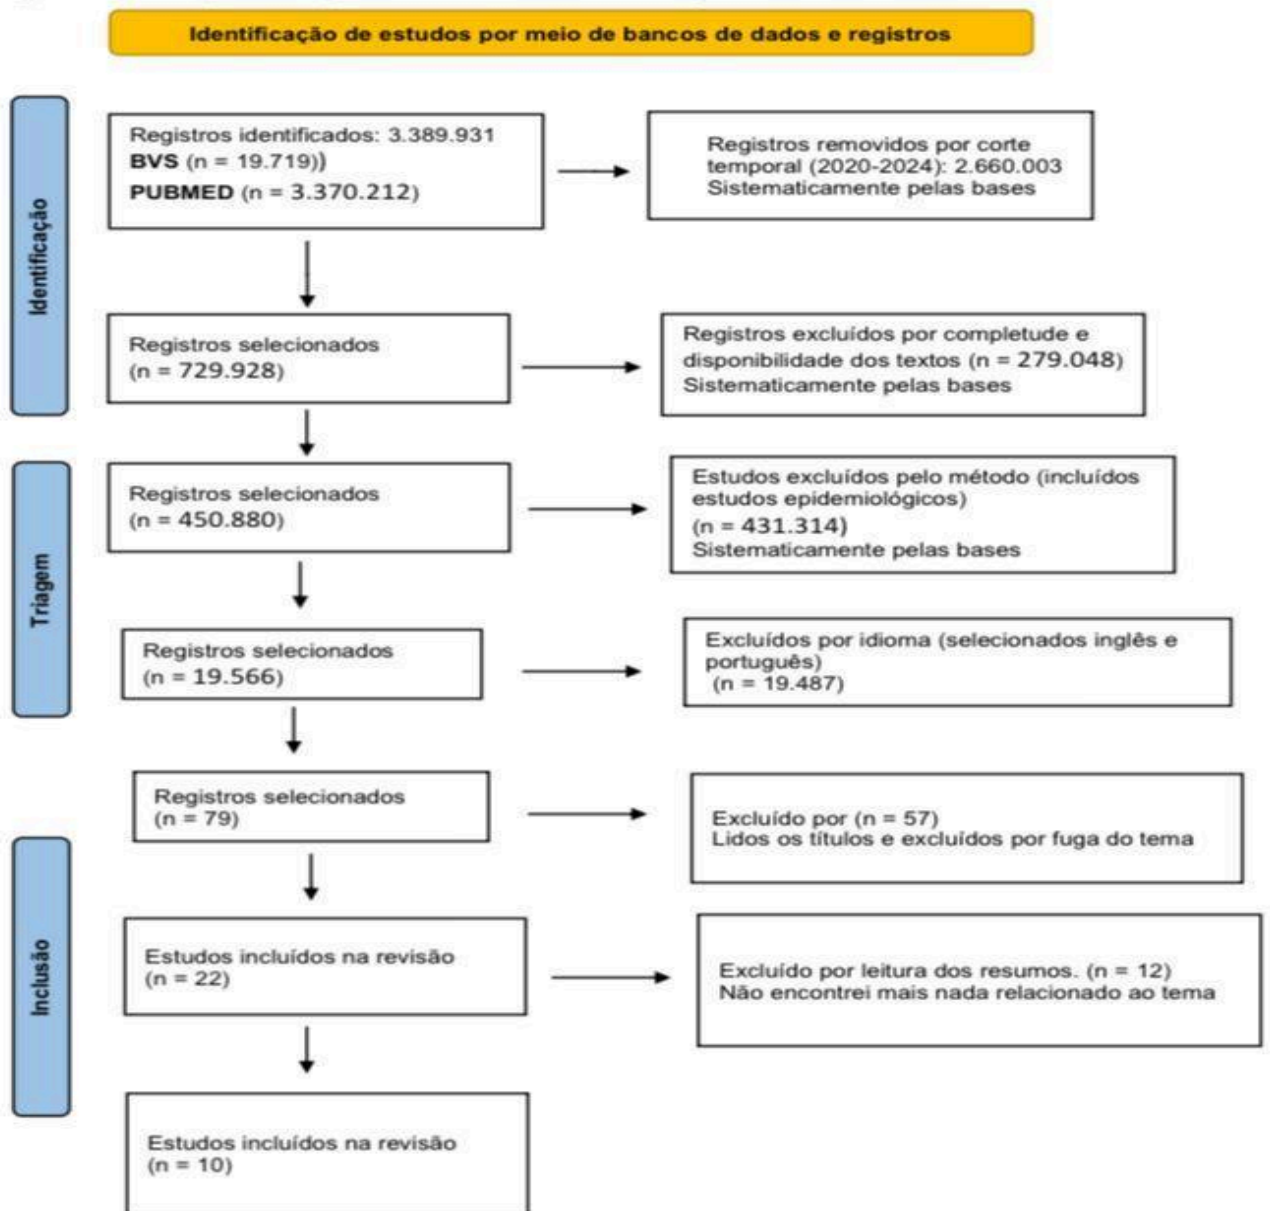 Identificação de estudos por meio de bancos de dados e registros
Identificação
Registros identificados: 3.389.931
BVS (n = 19.719))
PUBMED (n = 3.370.212)
Registros removidos por corte
temporal (2020-2024): 2.660.003
Sistematicamente pelas bases
Registros selecionados
(n = 729.928)
Registros excluídos por completude e
disponibilidade dos textos (n = 279.048)
Sistematicamente pelas bases
Triagem
Registros selecionados
(n = 450.880)
Estudos excluídos pelo método (incluídos
estudos epidemiológicos)
(n = 431.314)
Sistematicamente pelas bases
Registros selecionados
(n = 19.566)
Excluídos por idioma (selecionados inglês e
português)
(n = 19.487)
Registros selecionados
(n = 79)
Excluído por (n = 57)
Lidos os títulos e excluídos por fuga do tema
Inclusão
Estudos incluídos na revisão
(n = 22)
Excluído por leitura dos resumos. (n = 12)
Não encontrei mais nada relacionado ao tema
Estudos incluídos na revisão
(n = 10)